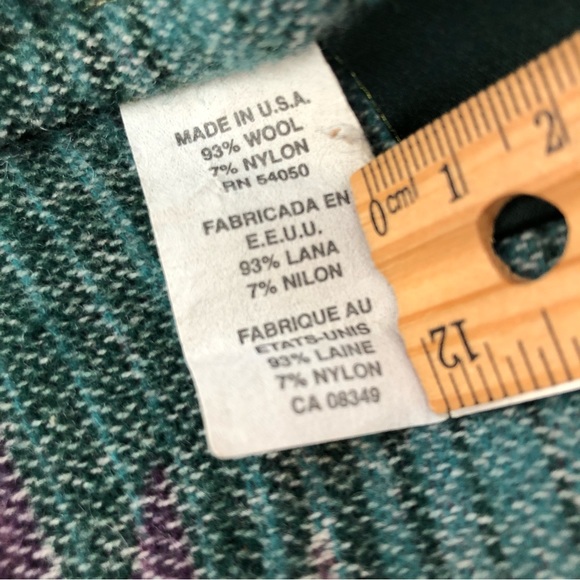 MADE IN U.S.A.
93% WOOL
7% NYLON
RN 54050
FABRICADA EN
E.E.U.U.
93% LANA
7% NILON
FABRIQUE AU
ETATS-UNIS
93% LAINE
7% NYLON
CA 08349
0 cm 1 2
12